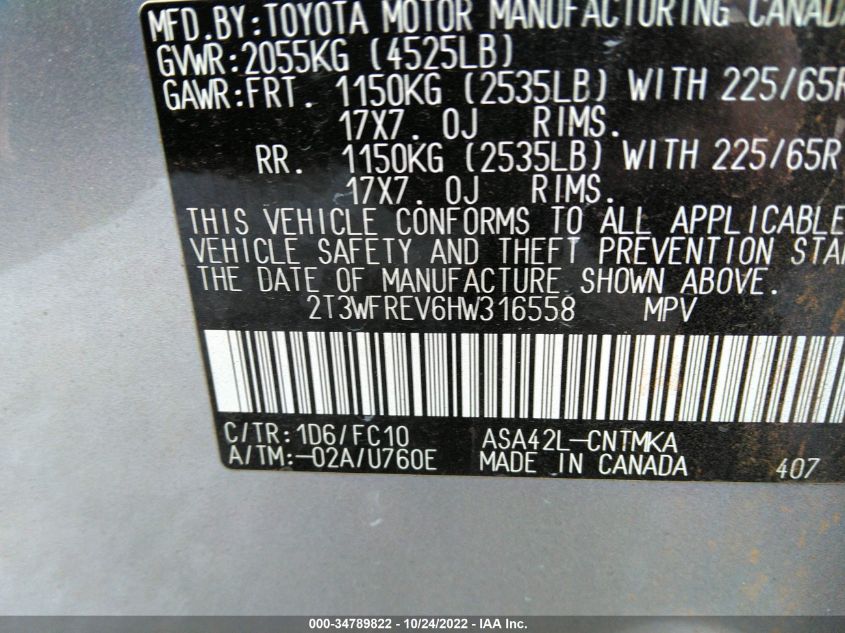 MFD.BY:TOYOTA MOTOR MANUFACTURING CANADA
GVWR:2055KG (4525LB)
GAWR:FRT. 1150KG (2535LB) WITH 225/65R
17X7.0J RIMS.
RR. 1150KG (2535LB) WITH 225/65R
17X7.0J RIMS.
THIS VEHICLE CONFORMS TO ALL APPLICABLE
VEHICLE SAFETY AND THEFT PREVENTION STAN
THE DATE OF MANUFACTURE SHOWN ABOVE.
2T3WFREV6HW316558 MPV
C/TR:1D6/FC10 ASA42L-CNTMKA
A/TM:-02A/U760E MADE IN CANADA 407
000-34789822 - 10/24/2022 - IAA Inc.